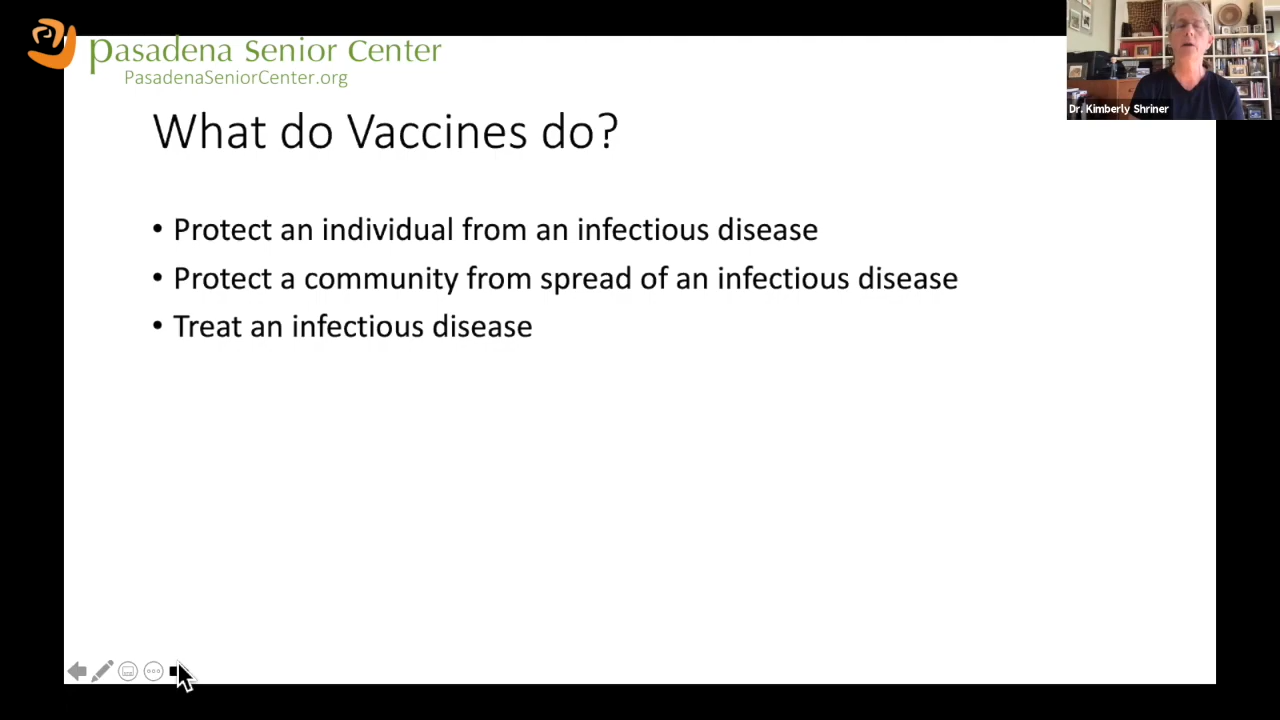 Pasadena Senior Center
PasadenaSeniorCenter.org
Dr. Kimberly Shriner
What do Vaccines do?
• Protect an individual from an infectious disease
• Protect a community from spread of an infectious disease
• Treat an infectious disease